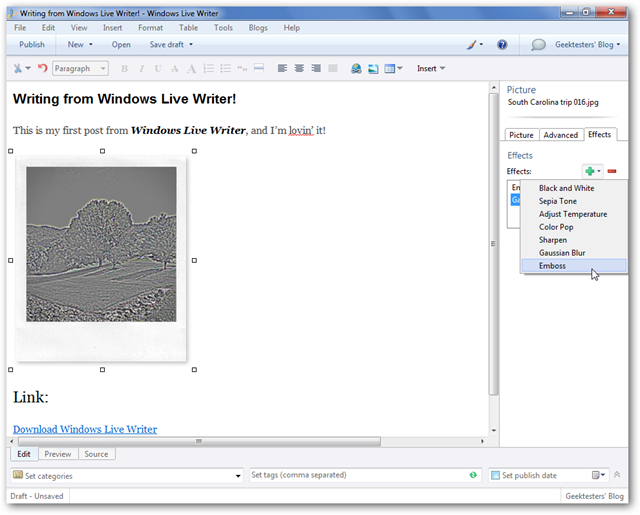 Writing from Windows Live Writer! - Windows Live Writer
File Edit View Insert Format Table Tools Blogs Help
Publish New Open Save draft Geektesters' Blog
Paragraph B I U A Insert
Writing from Windows Live Writer!
This is my first post from Windows Live Writer, and I'm lovin' it!
Link:
Download Windows Live Writer
Picture
South Carolina trip 016.jpg
Picture Advanced Effects
Effects
Effects:
Black and White
Sepia Tone
Adjust Temperature
Color Pop
Sharpen
Gaussian Blur
Emboss
Edit Preview Source
Set categories Set tags (comma separated) Set publish date
Draft - Unsaved Geektesters' Blog